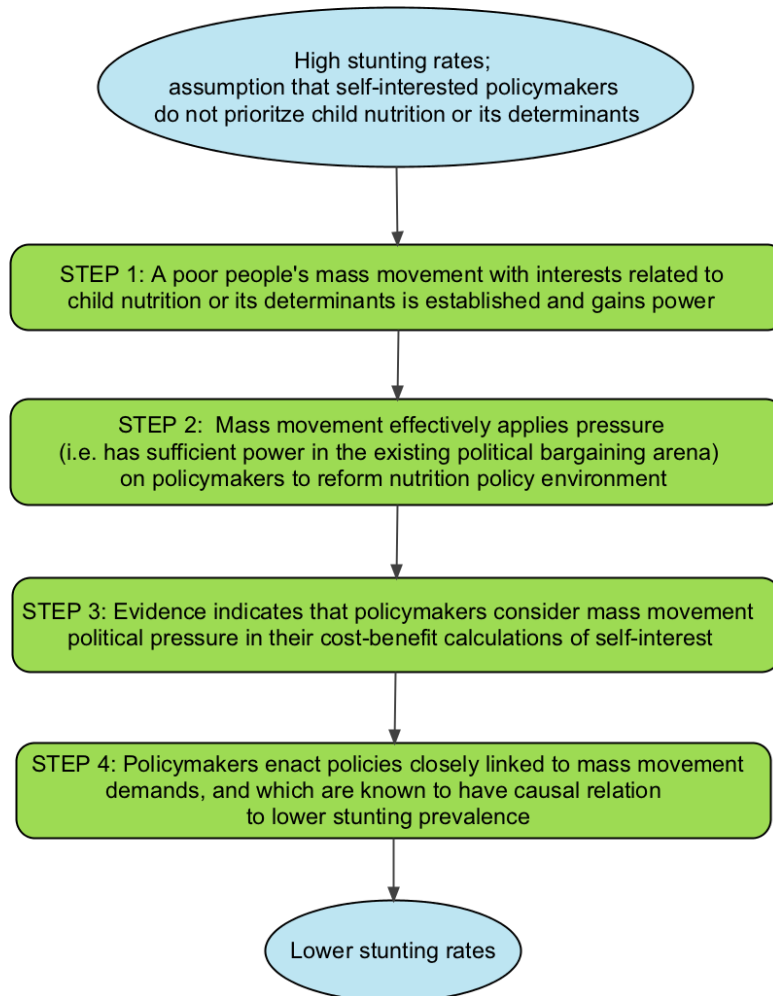 High stunting rates;
assumption that self-interested policymakers
do not prioritze child nutrition or its determinants
STEP 1: A poor people's mass movement with interests related to
child nutrition or its determinants is established and gains power
STEP 2:  Mass movement effectively applies pressure
(i.e. has sufficient power in the existing political bargaining arena)
on policymakers to reform nutrition policy environment
STEP 3: Evidence indicates that policymakers consider mass movement
political pressure in their cost-benefit calculations of self-interest
STEP 4: Policymakers enact policies closely linked to mass movement
demands, and which are known to have causal relation
to lower stunting prevalence
Lower stunting rates